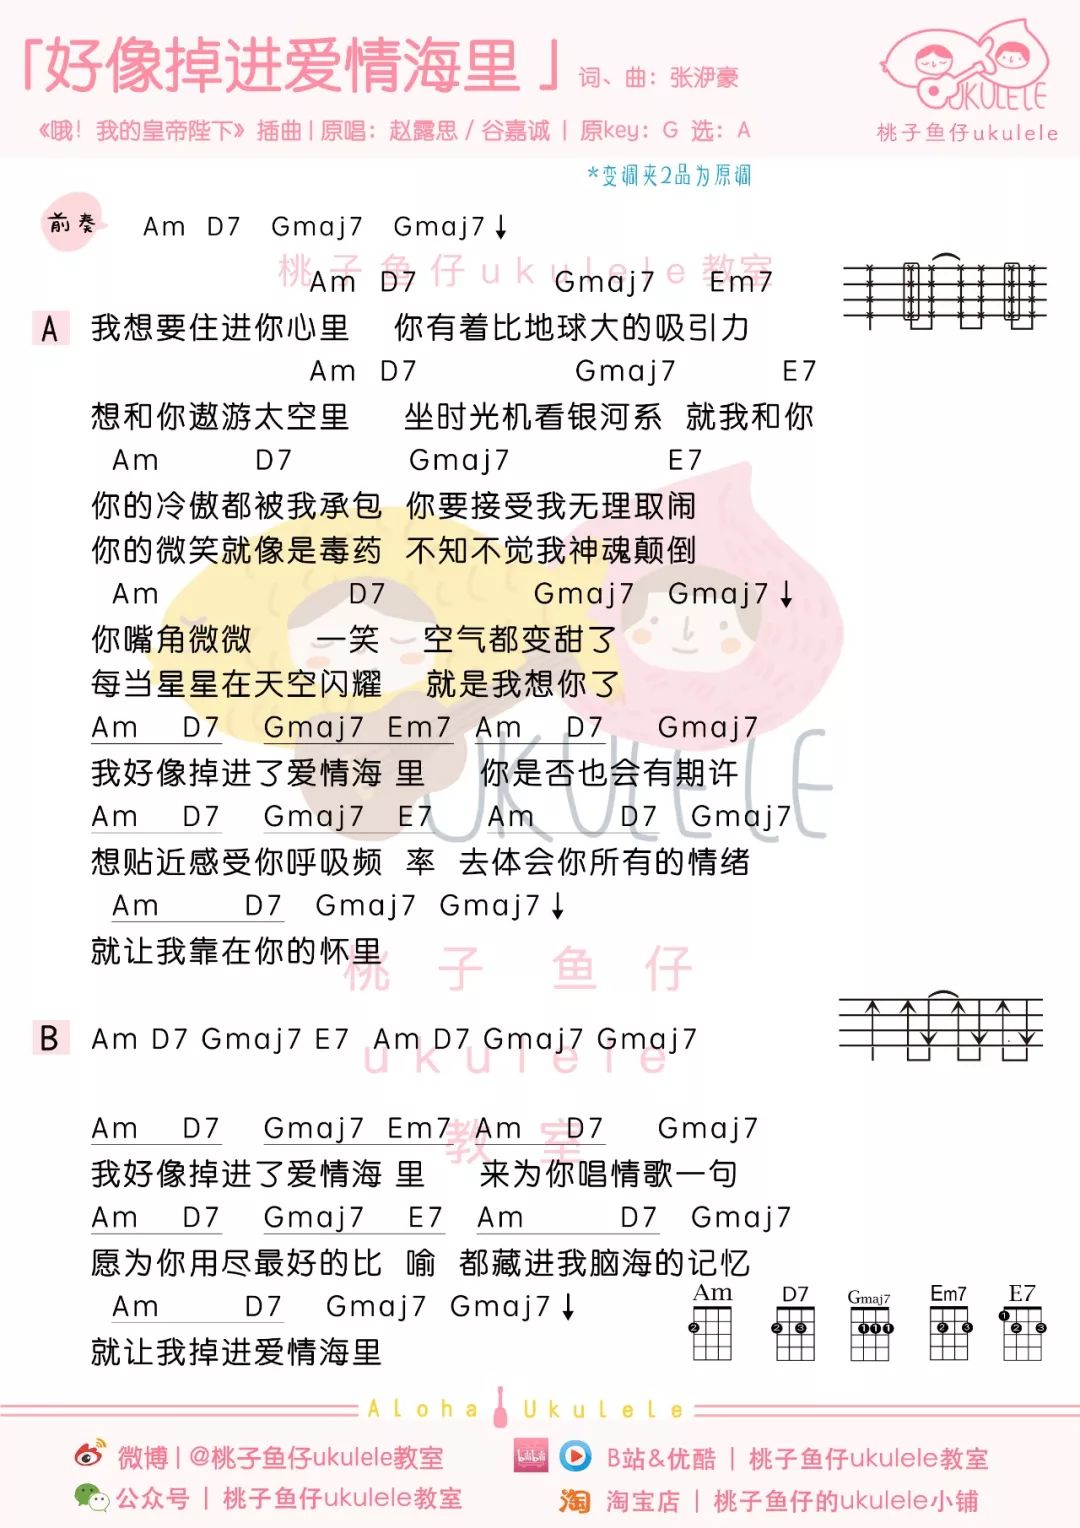 「好像掉进爱情海里」 词、曲：张洢豪
《哦！我的皇帝陛下》插曲 | 原唱：赵露思 / 谷嘉诚 | 原key：G 选：A
UKULELE
桃子鱼仔ukulele
*变调夹2品为原调
前奏 Am D7 Gmaj7 Gmaj7↓
桃子鱼仔ukulele教室
Am D7 Gmaj7 Em7
A 我想要住进你心里 你有着比地球大的吸引力
Am D7 Gmaj7 E7
想和你遨游太空里 坐时光机看银河系 就我和你
Am D7 Gmaj7 E7
你的冷傲都被我承包 你要接受我无理取闹
你的微笑就像是毒药 不知不觉我神魂颠倒
Am D7 Gmaj7 Gmaj7↓
你嘴角微微 一笑 空气都变甜了
每当星星在天空闪耀 就是我想你了
Am D7 Gmaj7 Em7 Am D7 Gmaj7
我好像掉进了爱情海 里 你是否也会有期许
UKULELE
Am D7 Gmaj7 E7 Am D7 Gmaj7
想贴近感受你呼吸频 率 去体会你所有的情绪
Am D7 Gmaj7 Gmaj7↓
就让我靠在你的怀里
桃子鱼仔
B Am D7 Gmaj7 E7 Am D7 Gmaj7 Gmaj7
ukulele
教室
Am D7 Gmaj7 Em7 Am D7 Gmaj7
我好像掉进了爱情海 里 来为你唱情歌一句
Am D7 Gmaj7 E7 Am D7 Gmaj7
愿为你用尽最好的比 喻 都藏进我脑海的记忆
Am D7 Gmaj7 Gmaj7↓
就让我掉进爱情海里
Am D7 Gmaj7 Em7 E7
2 2 3 1 1 1 2 3 1 2 3
Aloha Ukulele
微博 | @桃子鱼仔ukulele教室
bilibili B站&优酷 | 桃子鱼仔ukulele教室
公众号 | 桃子鱼仔ukulele教室
淘 淘宝店 | 桃子鱼仔的ukulele小铺